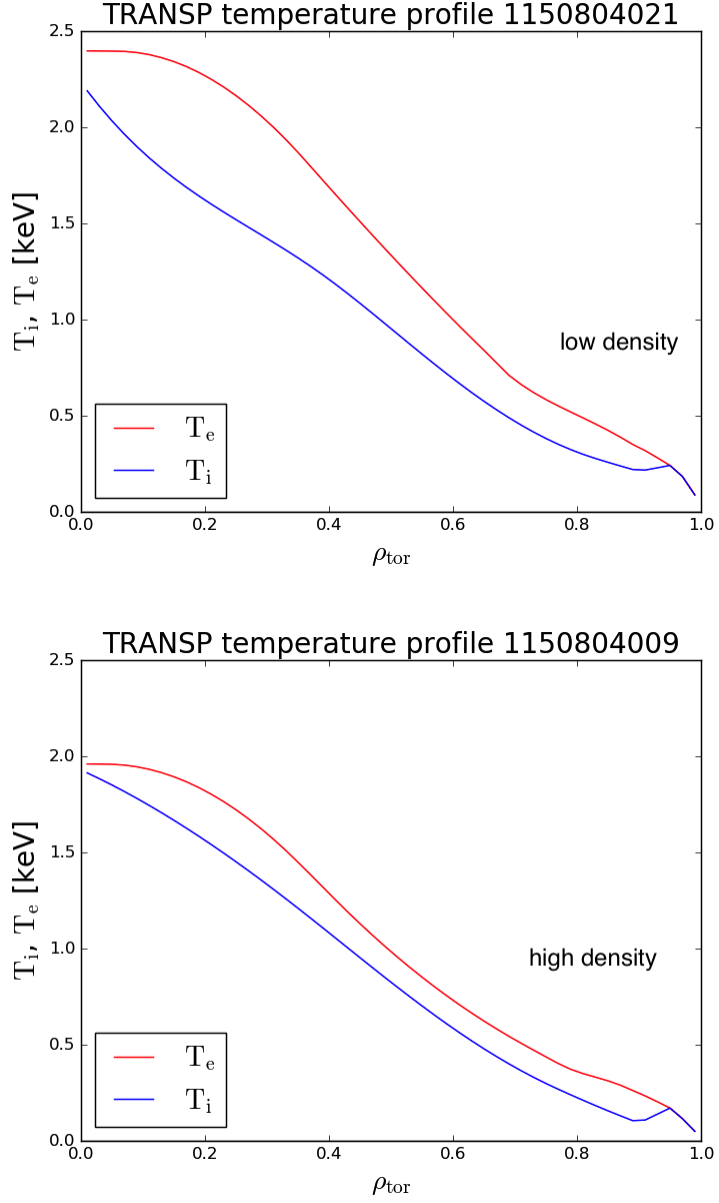 TRANSP temperature profile 1150804021
2.5
2.0
1.5
1.0
0.5
0.0
Ti, Te [keV]
low density
Te
Ti
0.0 0.2 0.4 0.6 0.8 1.0
ρtor
TRANSP temperature profile 1150804009
2.5
2.0
1.5
1.0
0.5
0.0
Ti, Te [keV]
high density
Te
Ti
0.0 0.2 0.4 0.6 0.8 1.0
ρtor